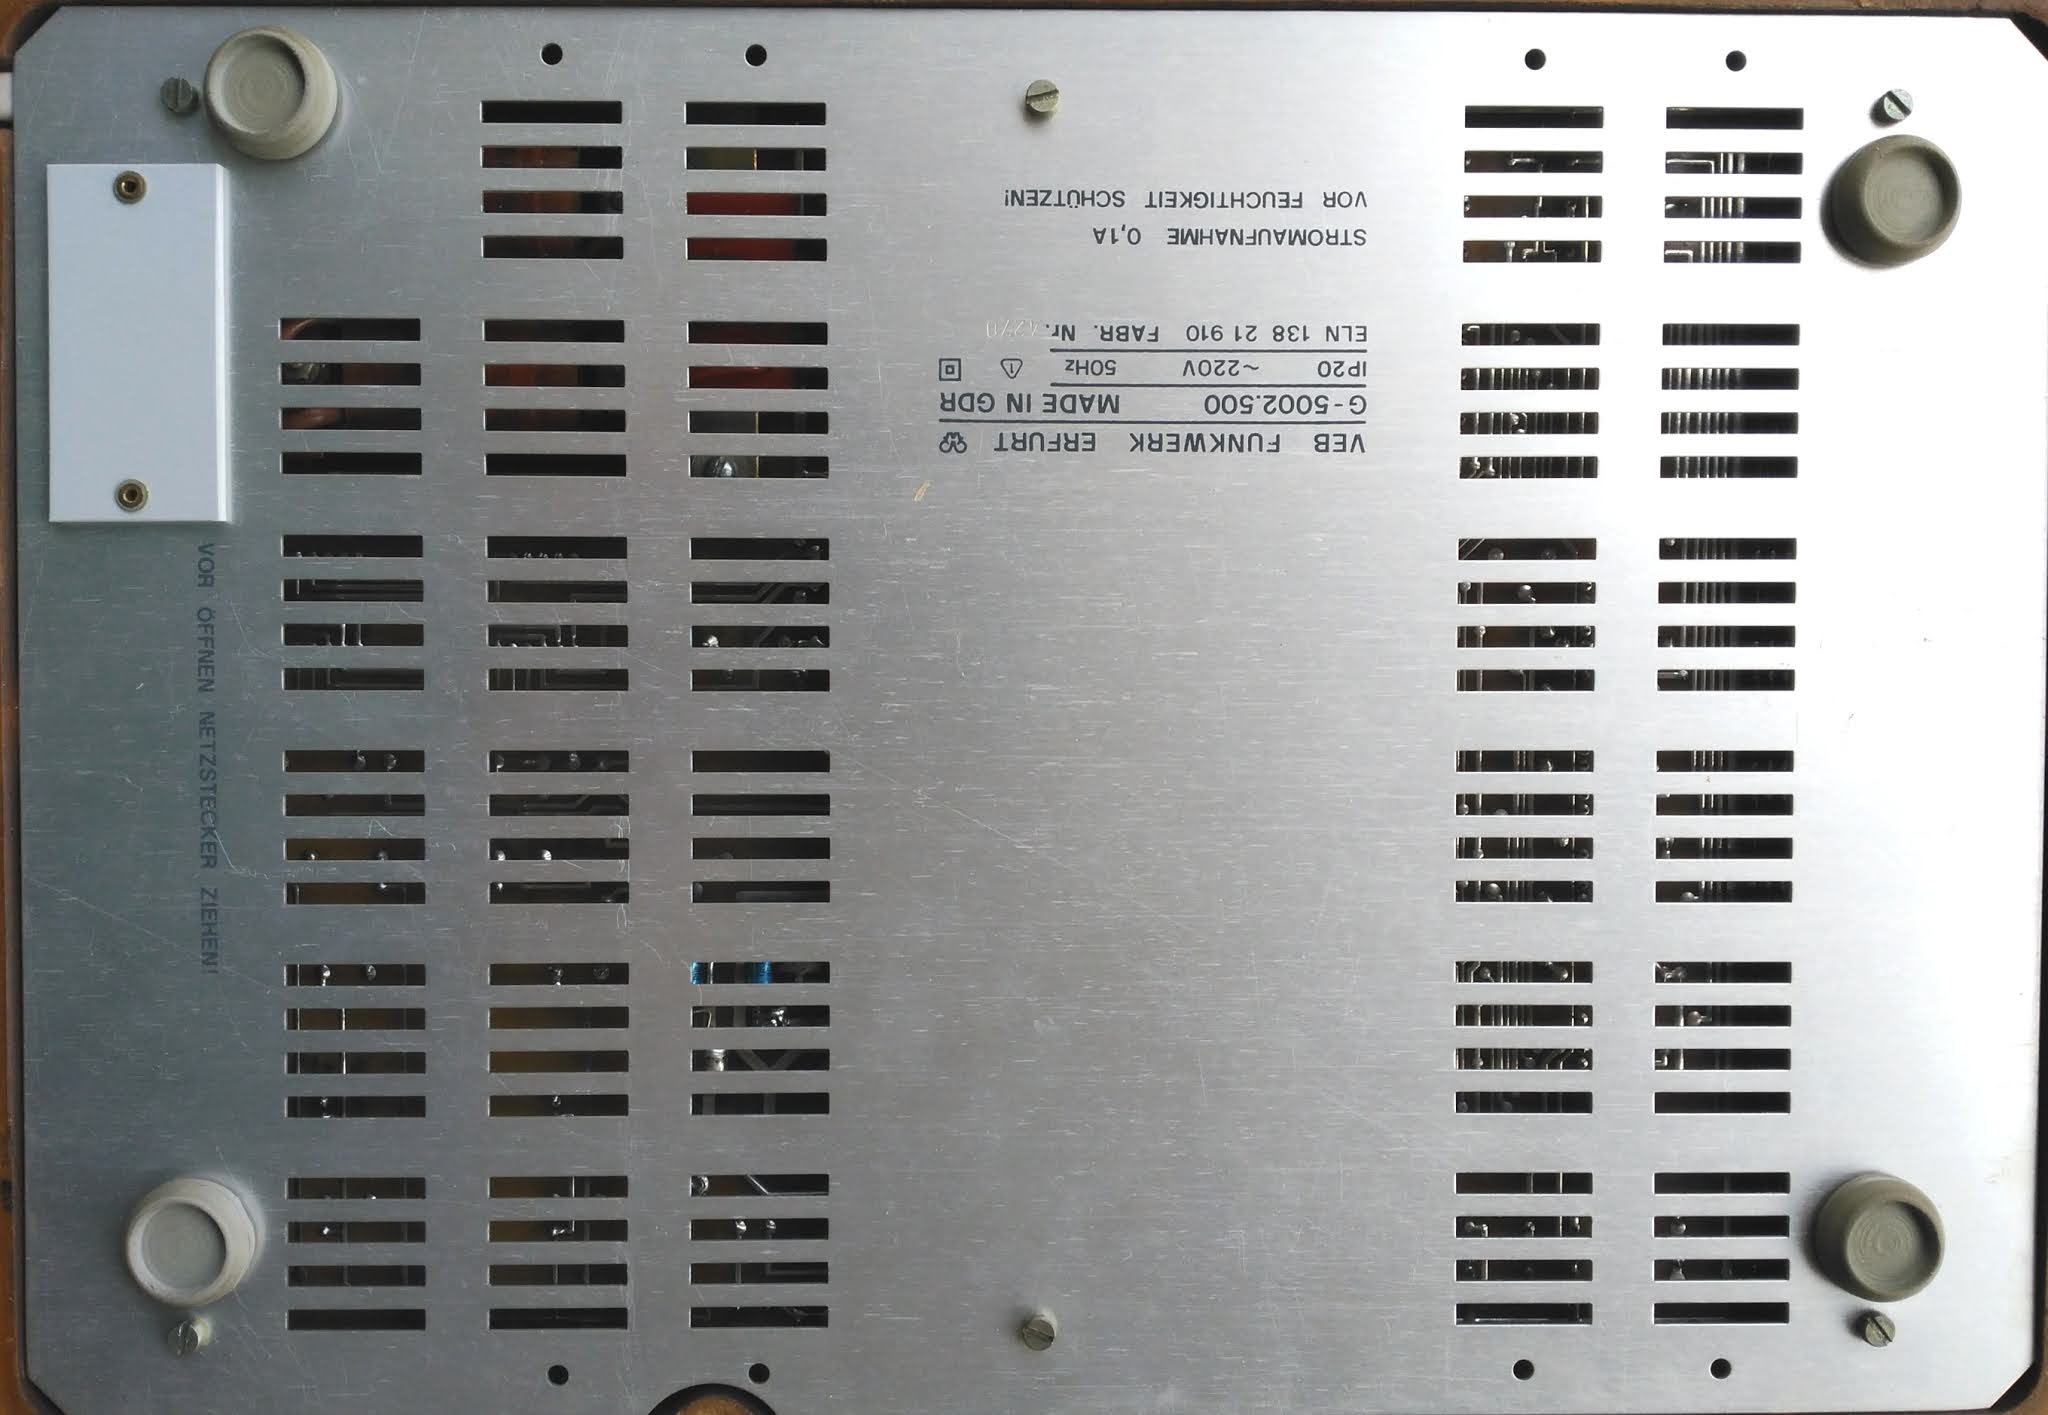 VEB FUNKWERK ERFURT
G-5002.500 MADE IN GDR
IP20 ~220V 50Hz 1
ELN 138 21 910 FABR. Nr.
STROMAUFNAHME 0,1A
VOR FEUCHTIGKEIT SCHÜTZEN!
VOR ÖFFNEN NETZSTECKER ZIEHEN!